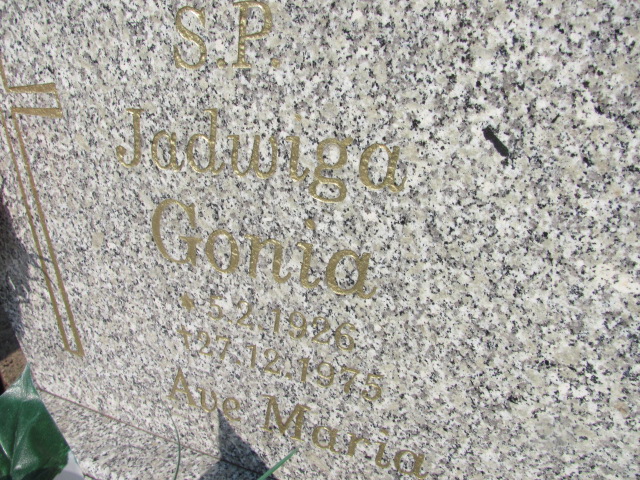 S.P.
Jadwiga
Gonia
* 5.2.1926
†27.12.1975
Ave Maria